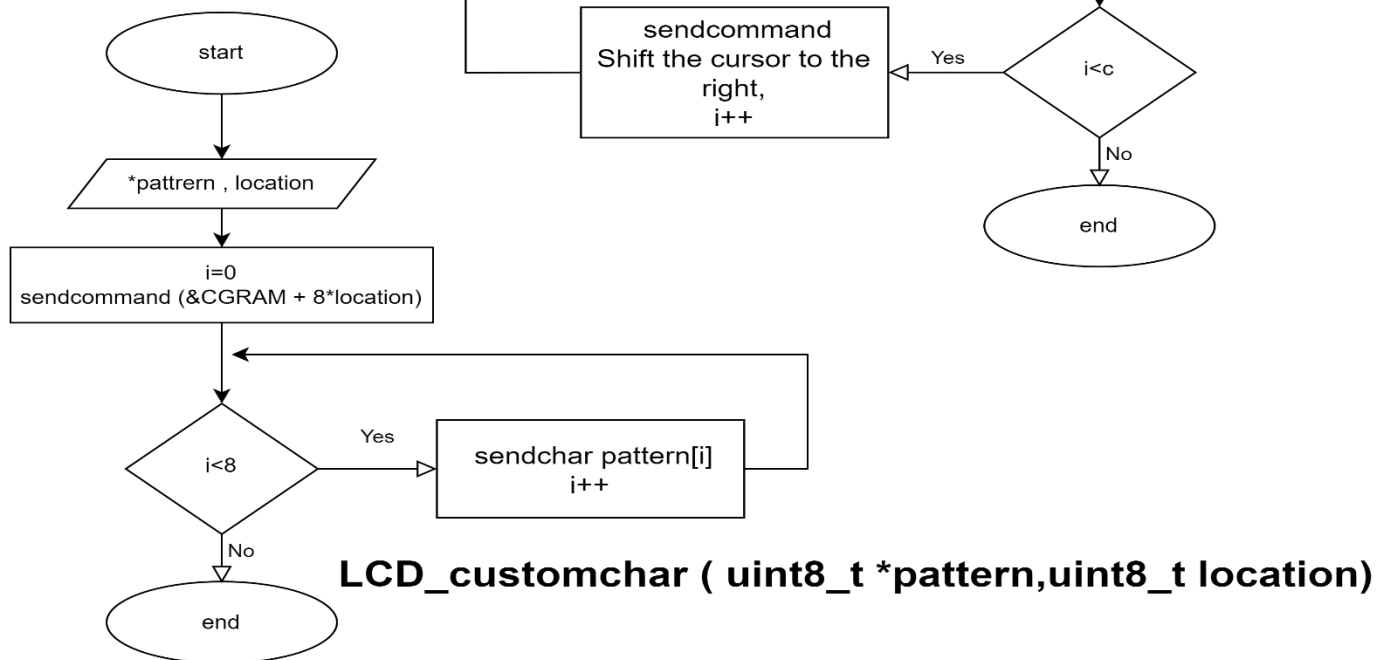 start
*pattrern , location
i=0
sendcommand (&CGRAM + 8*location)
i<8
Yes
sendchar pattern[i]
i++
No
end
sendcommand
Shift the cursor to the
right,
i++
Yes
i<c
No
end
LCD_customchar ( uint8_t *pattern,uint8_t location)